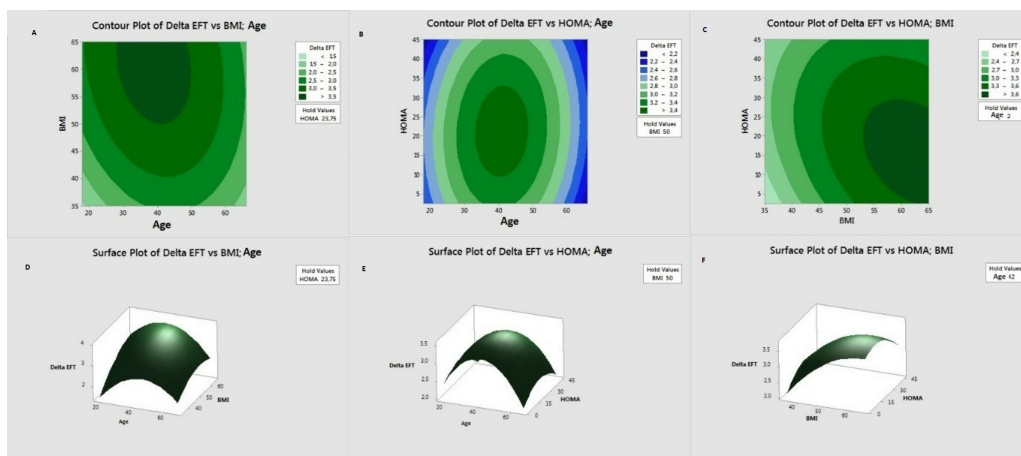 A
Contour Plot of Delta EFT vs BMI; Age
65
60
55
50
45
40
35
BMI
20
30
40
50
60
Age
Delta EFT
< 1.5
1.5 – 2.0
2.0 – 2.5
2.5 – 3.0
3.0 – 3.5
> 3.5
Hold Values
HOMA 23.75
B
Contour Plot of Delta EFT vs HOMA; Age
45
40
35
30
25
20
15
10
5
HOMA
20
30
40
50
60
Age
Delta EFT
< 2,2
2,2 – 2,4
2,4 – 2,6
2,6 – 2,8
2,8 – 3,0
3,0 – 3,2
3,2 – 3,4
> 3,4
Hold Values
BMI 50
C
Contour Plot of Delta EFT vs HOMA; BMI
45
40
35
30
25
20
15
10
5
HOMA
35
40
45
50
55
60
65
BMI
Delta EFT
< 2,4
2,4 – 2,7
2,7 – 3,0
3,0 – 3,3
3,3 – 3,6
> 3,6
Hold Values
Age
D
Surface Plot of Delta EFT vs BMI; Age
Hold Values
HOMA 23.75
4
3
2
Delta EFT
20
40
60
Age
40
50
60
BMI
E
Surface Plot of Delta EFT vs HOMA; Age
Hold Values
BMI 50
3.5
3.0
2.5
2.0
Delta EFT
20
40
60
Age
0
15
30
45
HOMA
F
Surface Plot of Delta EFT vs HOMA; BMI
Hold Values
Age
3.5
3.0
2.5
2.0
Delta EFT
40
50
60
BMI
0
15
30
45
HOMA